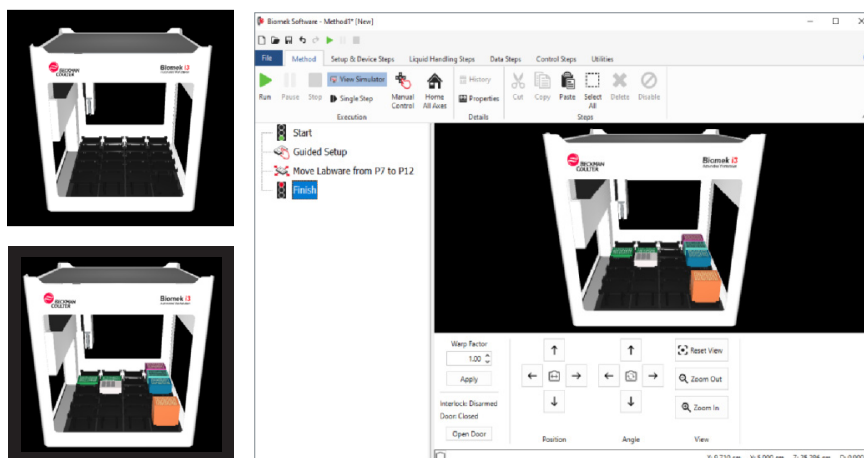 BECKMAN
COULTER
Biomek i3
BECKMAN
COULTER
Biomek i3
Biomek Software - Method1* [New]
File Method Setup & Device Steps Liquid Handling Steps Data Steps Control Steps Utilities
Run Pause Stop View Simulator Single Step Manual Control Home All Axes History Properties Cut Copy Paste Select All Delete Disable
Execution Details Steps
Start
Guided Setup
Move Labware from P7 to P12
Finish
BECKMAN
COULTER
Biomek i3
Warp Factor
1.00
Apply
Interlock: Disarmed
Door: Closed
Open Door
Position
Angle
Reset View
Zoom Out
Zoom In
View